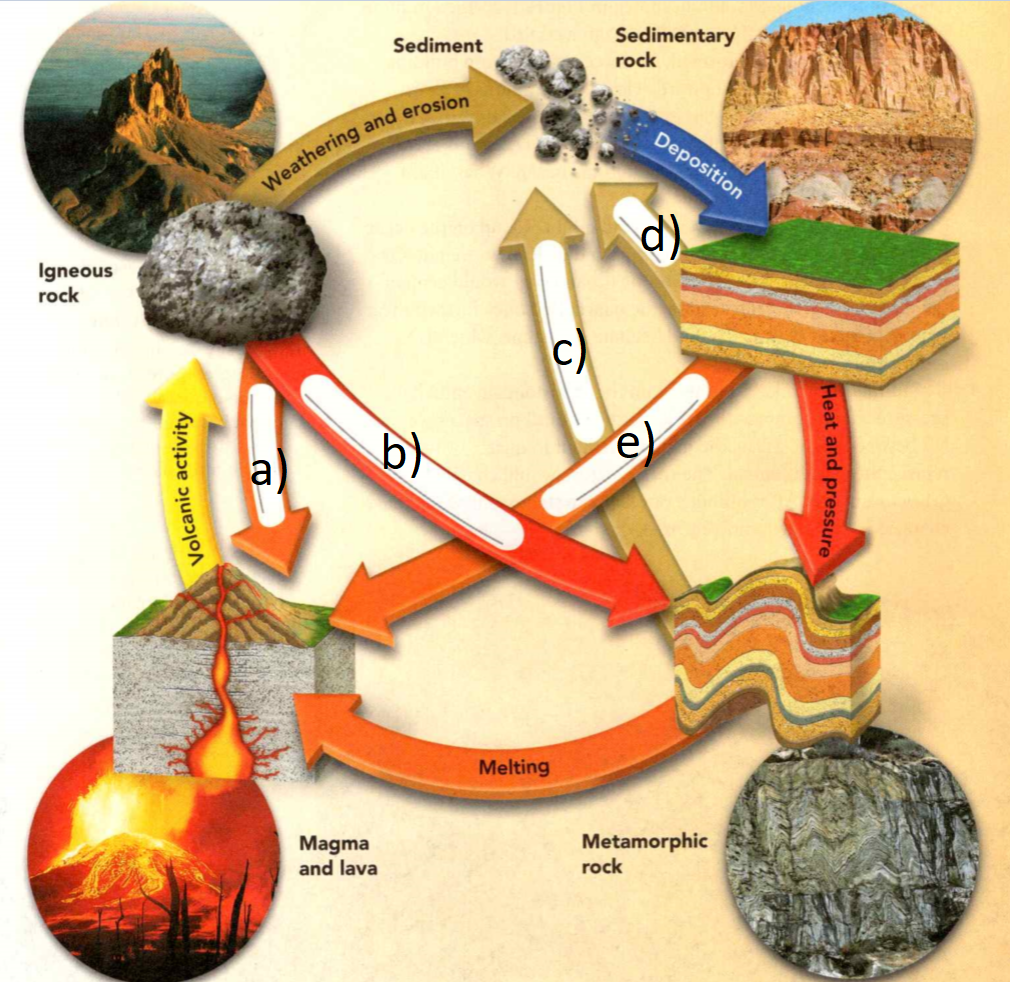 Sediment
Sedimentary
rock
Weathering and erosion
Deposition
d)
Igneous
rock
c)
Volcanic activity
a)
b)
e)
Heat and pressure
Melting
Magma
and lava
Metamorphic
rock